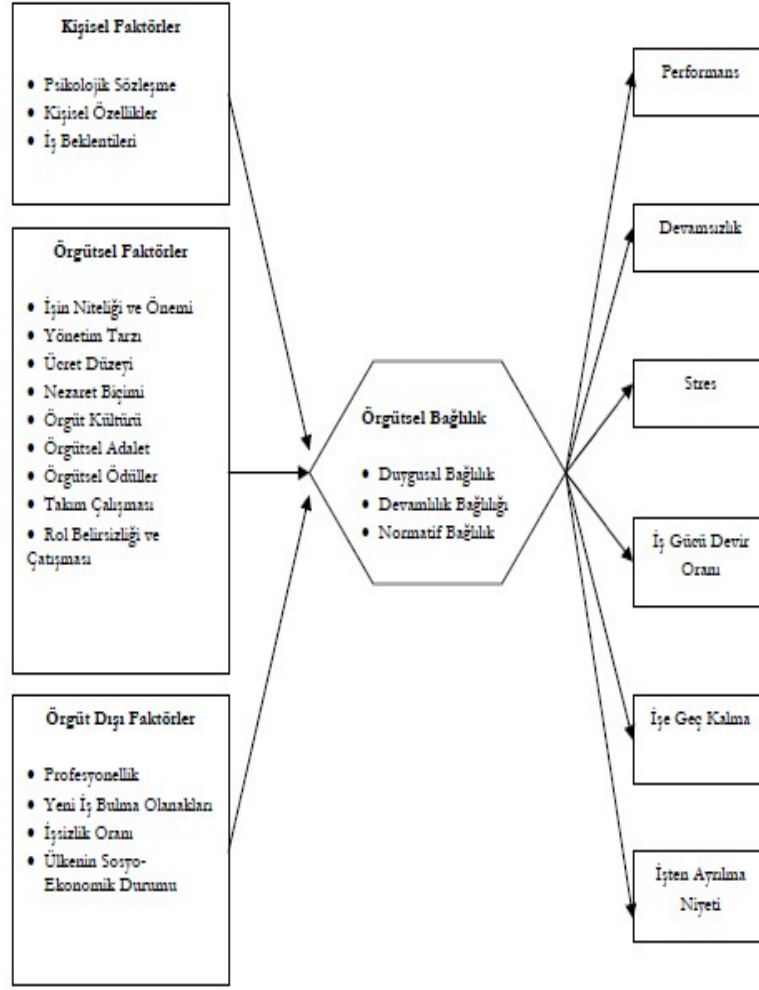 Kişisel Faktörler
• Psikolojik Sözleşme
• Kişisel Özellikler
• İş Beklentileri
Örgütsel Faktörler
• İşin Niteliği ve Önemi
• Yönetim Tarzı
• Ücret Düzeyi
• Nezaret Biçimi
• Örgüt Kültürü
• Örgütsel Adalet
• Örgütsel Ödüller
• Takım Çalışması
• Rol Belirsizliği ve
Çatışması
Örgüt Dışı Faktörler
• Profesyonellik
• Yeni İş Bulma Olanakları
• İşsizlik Oranı
• Ülkenin Sosyo-
Ekonomik Durumu
Örgütsel Bağlılık
• Duygusal Bağlılık
• Devamlılık Bağlılığı
• Normatif Bağlılık
Performans
Devamsızlık
Stres
İş Gücü Devir
Oranı
İşe Geç Kalma
İşten Ayrılma
Niyeti